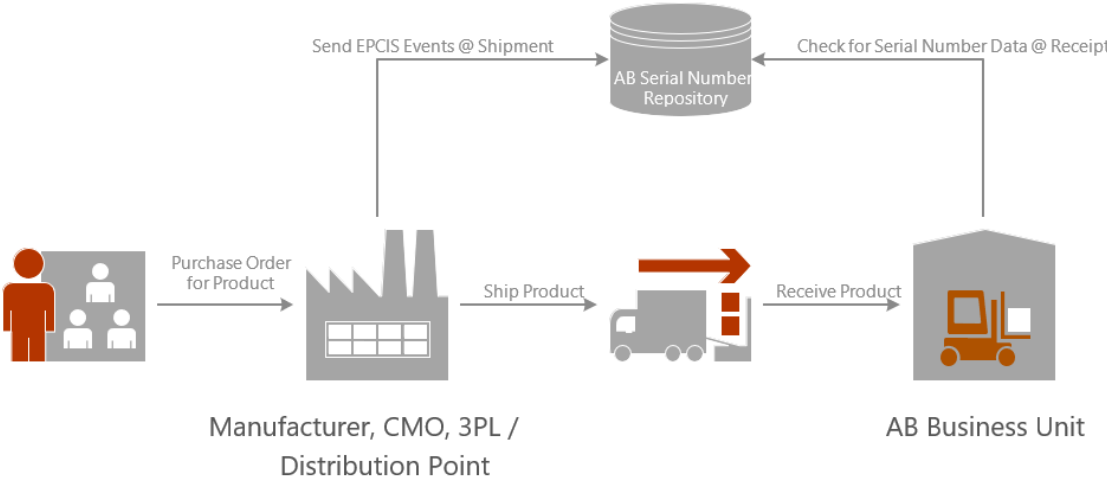 Send EPCIS Events @ Shipment
Check for Serial Number Data @ Receipt
AB Serial Number
Repository
Purchase Order
for Product
Ship Product
Receive Product
Manufacturer, CMO, 3PL /
Distribution Point
AB Business Unit